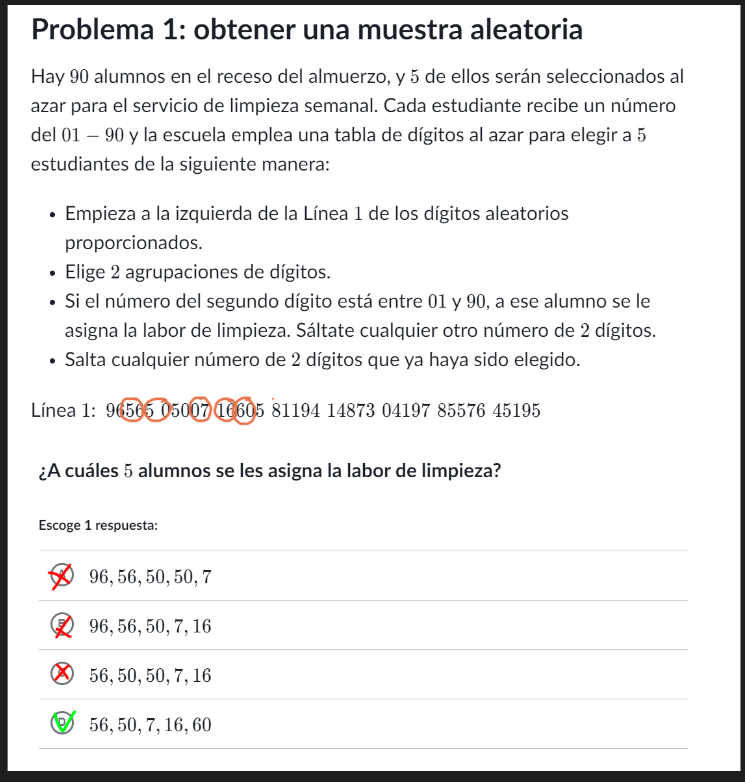 Problema 1: obtener una muestra aleatoria
Hay 90 alumnos en el receso del almuerzo, y 5 de ellos serán seleccionados al
azar para el servicio de limpieza semanal. Cada estudiante recibe un número
del 01 − 90 y la escuela emplea una tabla de dígitos al azar para elegir a 5
estudiantes de la siguiente manera:
• Empieza a la izquierda de la Línea 1 de los dígitos aleatorios
proporcionados.
• Elige 2 agrupaciones de dígitos.
• Si el número del segundo dígito está entre 01 y 90, a ese alumno se le
asigna la labor de limpieza. Sáltate cualquier otro número de 2 dígitos.
• Salta cualquier número de 2 dígitos que ya haya sido elegido.
Línea 1: 96565 05007 16605 81194 14873 04197 85576 45195
¿A cuáles 5 alumnos se les asigna la labor de limpieza?
Escoge 1 respuesta:
96, 56, 50, 50, 7
96, 56, 50, 7, 16
56, 50, 50, 7, 16
D 56, 50, 7, 16, 60